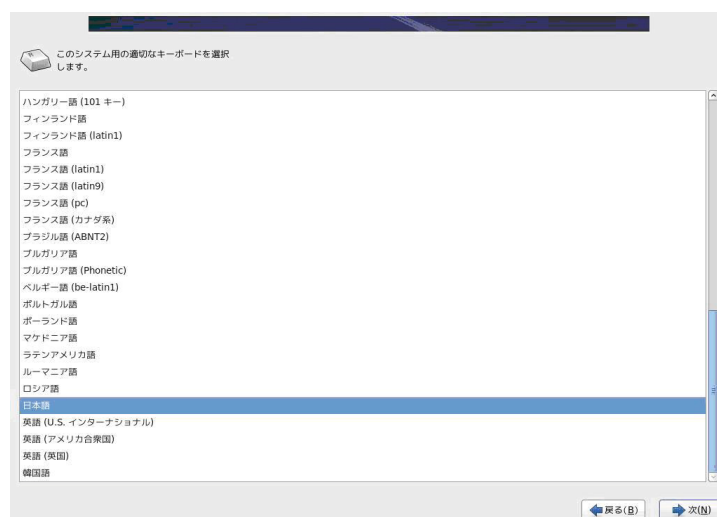 このシステム用の適切なキーボードを選択
します。
ハンガリー語 (101 キー)
フィンランド語
フィンランド語 (latin1)
フランス語
フランス語 (latin1)
フランス語 (latin9)
フランス語 (pc)
フランス語 (カナダ系)
ブラジル語 (ABNT2)
ブルガリア語
ブルガリア語 (Phonetic)
ベルギー語 (be-latin1)
ポルトガル語
ポーランド語
マケドニア語
ラテンアメリカ語
ルーマニア語
ロシア語
日本語
英語 (U.S. インターナショナル)
英語 (アメリカ合衆国)
英語 (英国)
韓国語
戻る(B) 次(N)